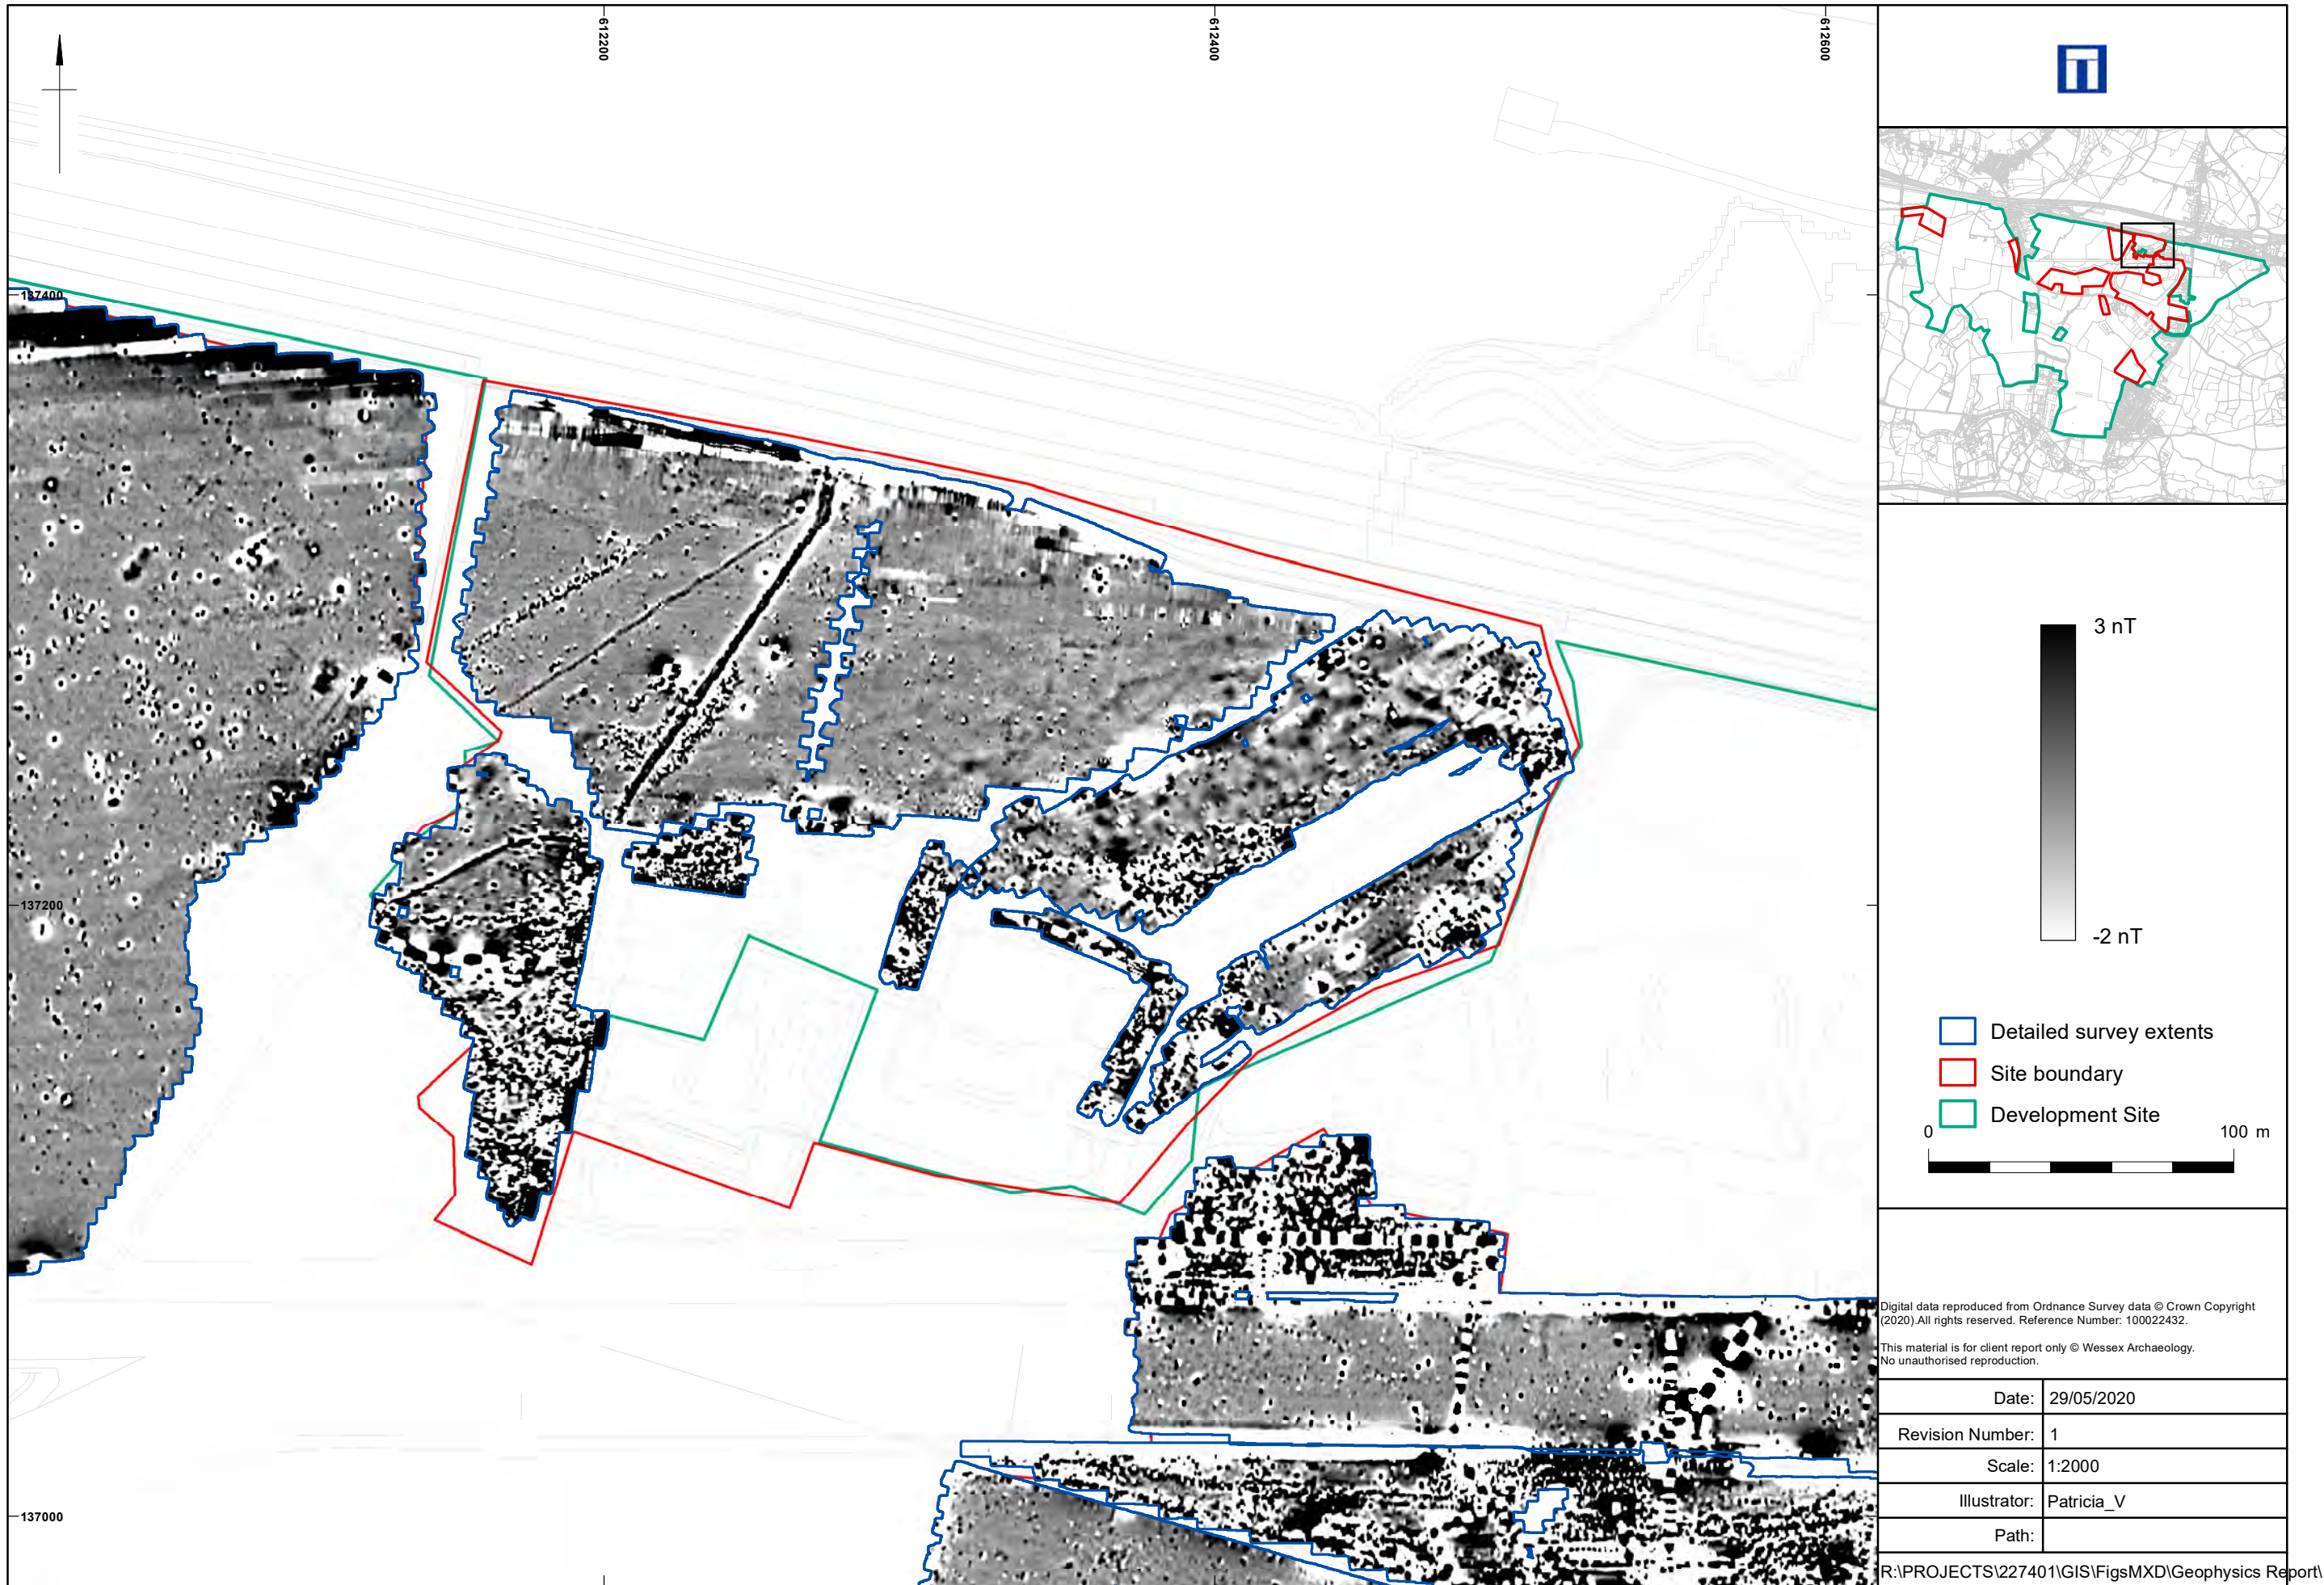 612200
612400
612600
137400
137200
137000
3 nT
-2 nT
Detailed survey extents
Site boundary
Development Site
0
100 m
Digital data reproduced from Ordnance Survey data © Crown Copyright
(2020).All rights reserved. Reference Number: 100022432.
This material is for client report only © Wessex Archaeology.
No unauthorised reproduction.
Date: 29/05/2020
Revision Number: 1
Scale: 1:2000
Illustrator: Patricia_V
Path:
R:\PROJECTS\227401\GIS\FigsMXD\Geophysics Report\